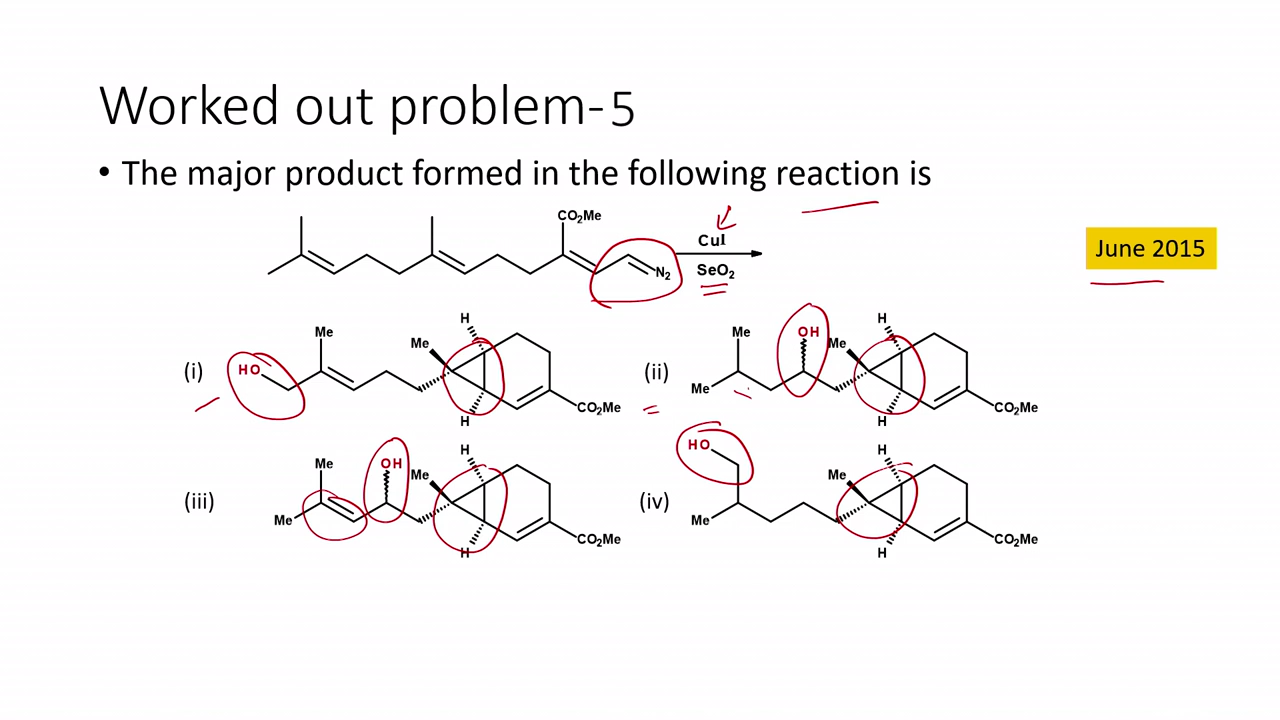 Worked out problem-5
• The major product formed in the following reaction is
CO₂Me
CuI
SeO₂
N₂
June 2015
(i)
HO
Me
Me
H
H
CO₂Me
(ii)
Me
Me
OH
Me
H
H
CO₂Me
(iii)
Me
Me
OH
Me
H
H
CO₂Me
(iv)
HO
Me
Me
H
H
CO₂Me